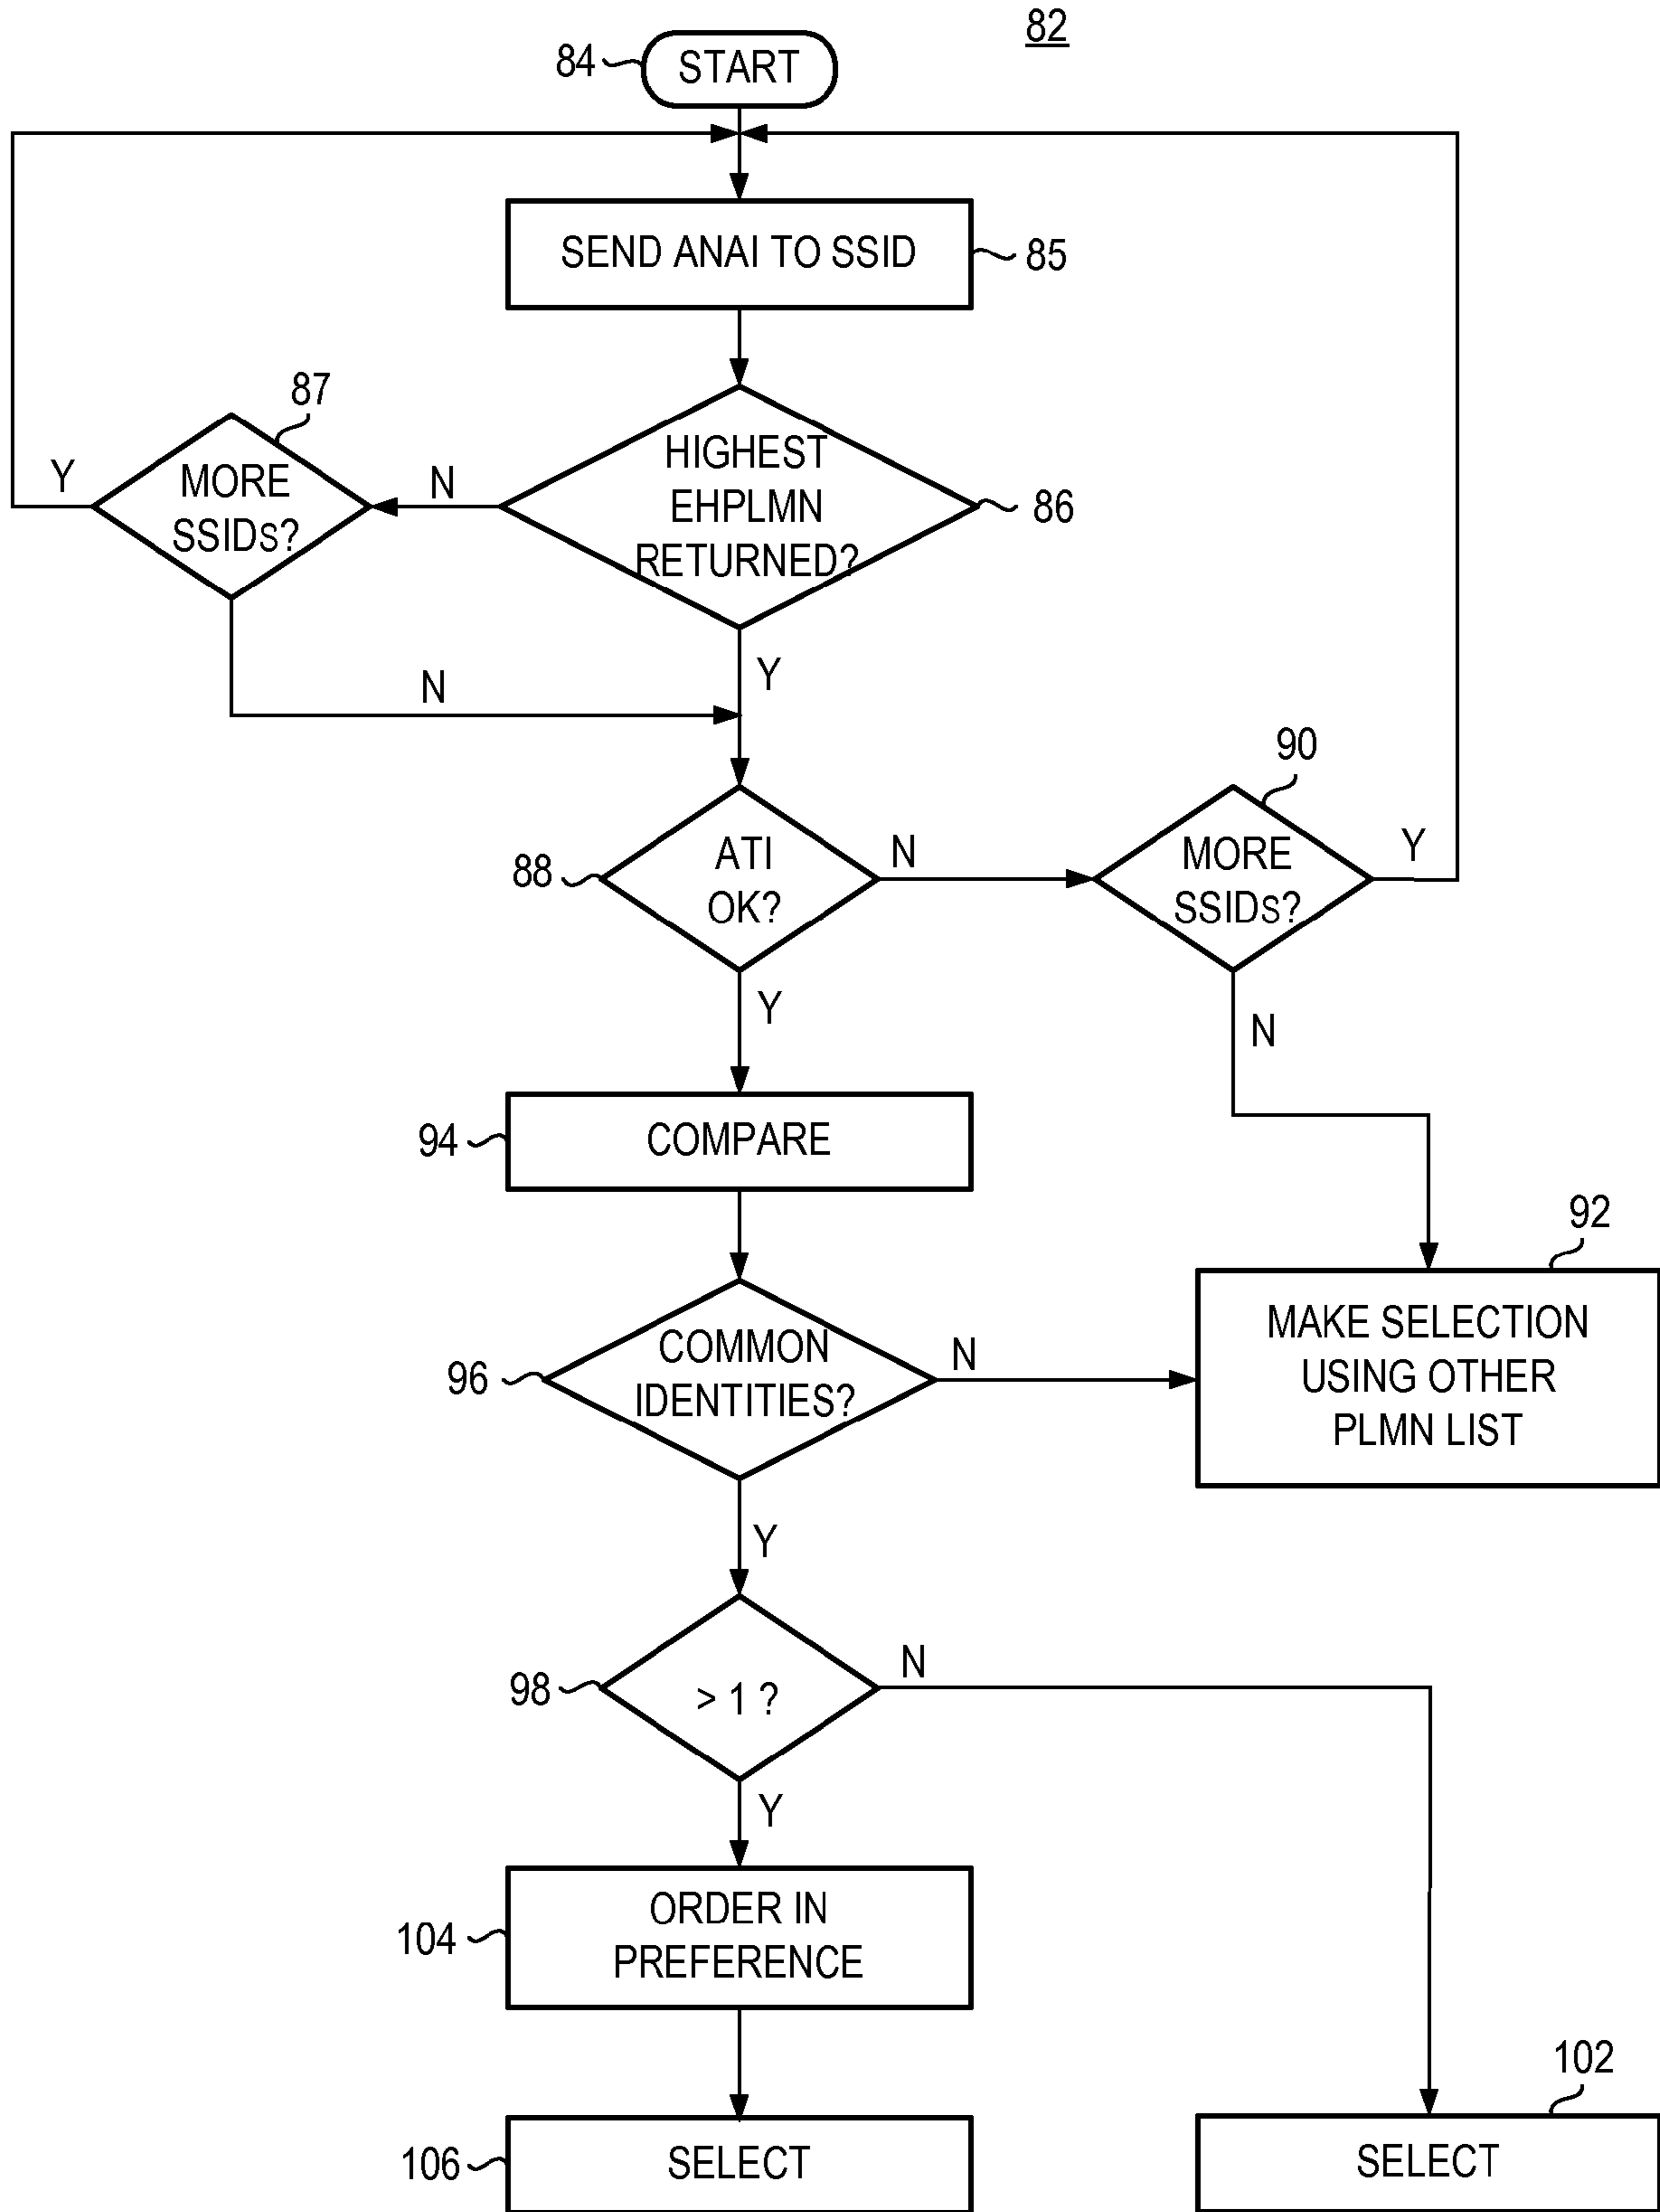 82
84
START
SEND ANAI TO SSID
85
87
MORE
SSIDs?
Y
N
HIGHEST
EHPLMN
RETURNED?
86
N
Y
90
88
ATI
OK?
N
MORE
SSIDs?
Y
Y
N
94
COMPARE
92
MAKE SELECTION
USING OTHER
PLMN LIST
96
COMMON
IDENTITIES?
N
Y
98
> 1 ?
N
Y
104
ORDER IN
PREFERENCE
102
106
SELECT
SELECT